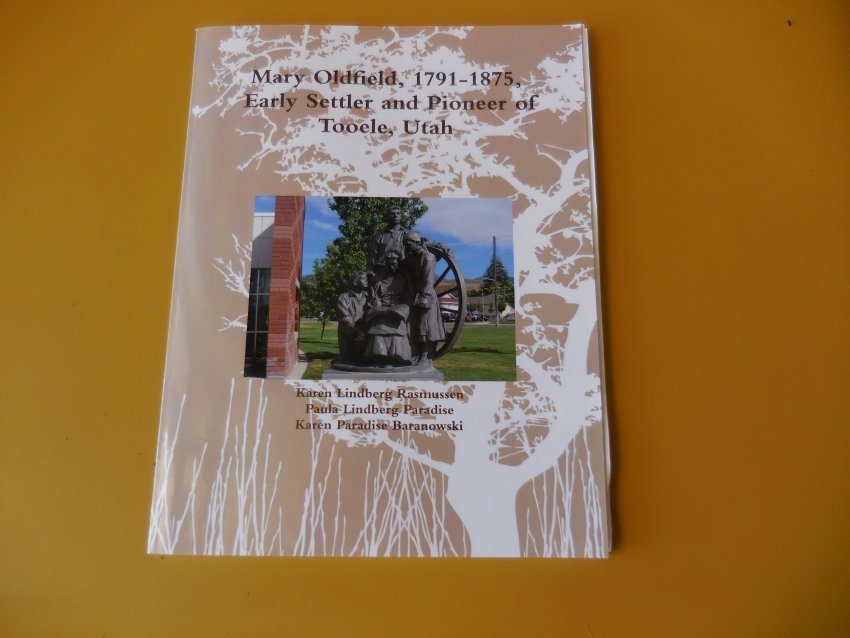 Mary Oldfield, 1791-1875,
Early Settler and Pioneer of
Tooele, Utah
Karen Lindberg Rasmussen
Paula Lindberg Paradise
Karen Paradise Baranowski